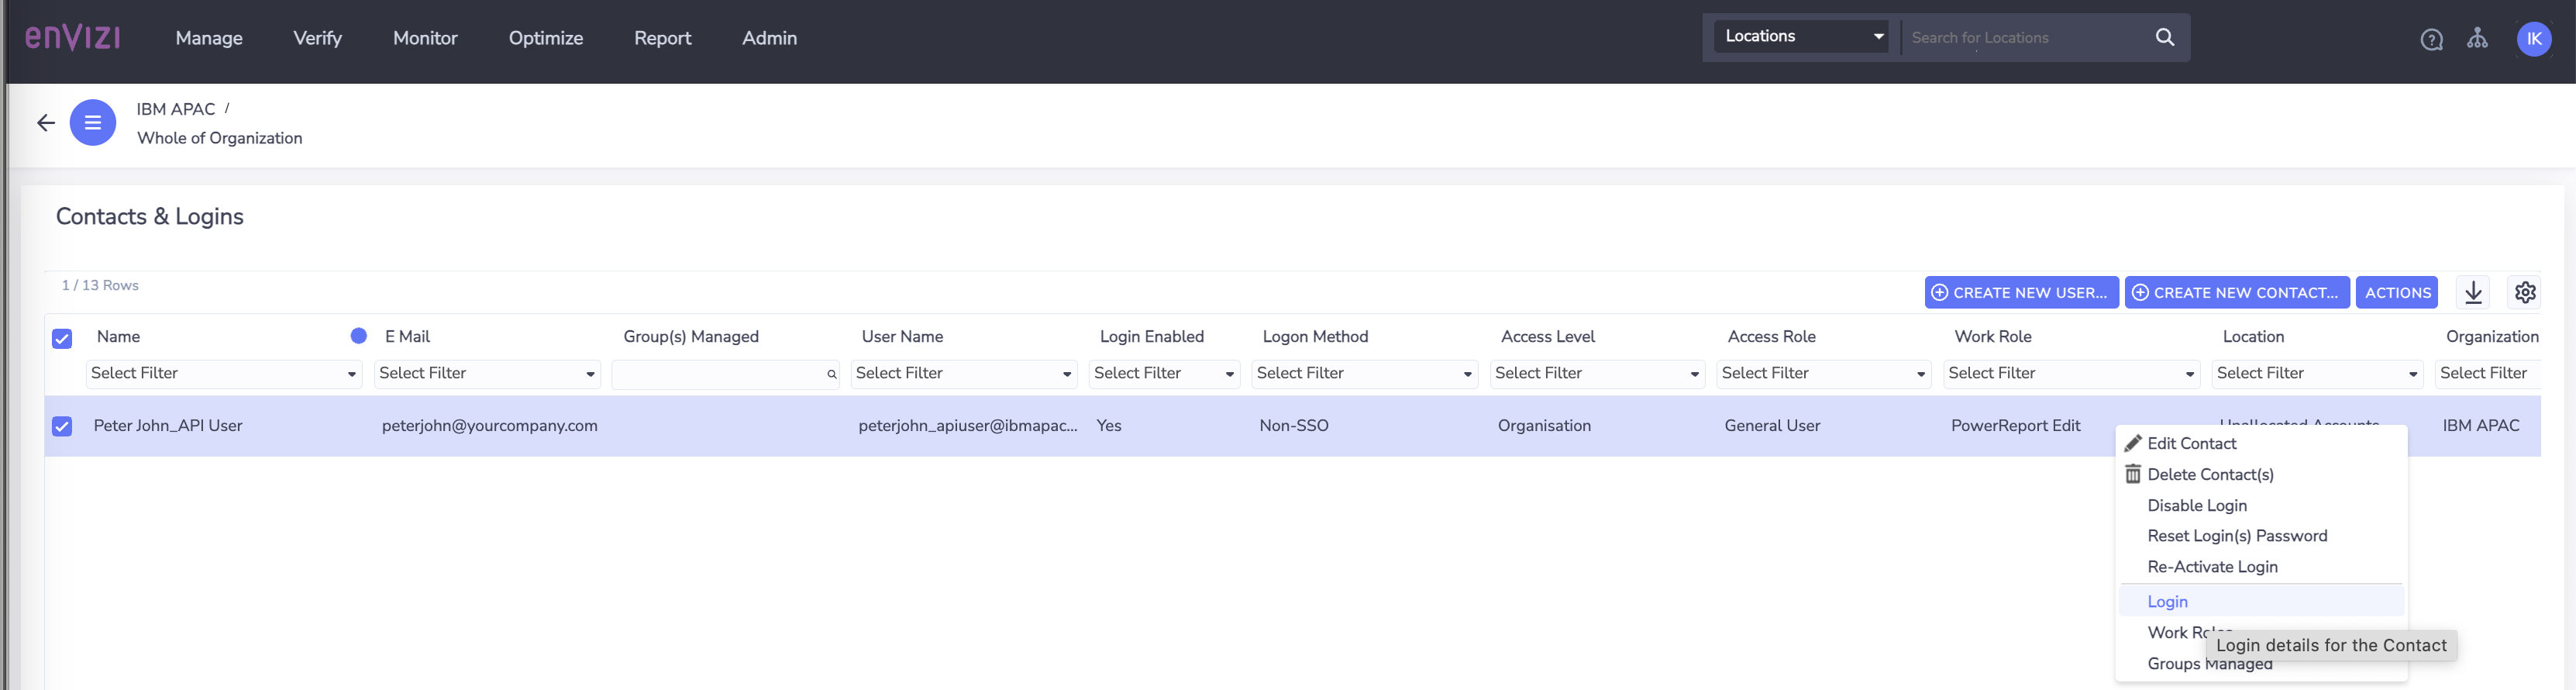 enVIZI
Manage Verify Monitor Optimize Report Admin
Locations Search for Locations
IK
IBM APAC /
Whole of Organization
Contacts & Logins
1 / 13 Rows
CREATE NEW USER... CREATE NEW CONTACT... ACTIONS
Name E Mail Group(s) Managed User Name Login Enabled Logon Method Access Level Access Role Work Role Location Organization
Select Filter Select Filter Select Filter Select Filter Select Filter Select Filter Select Filter Select Filter Select Filter Select Filter
Peter John_API User peterjohn@yourcompany.com peterjohn_apiuser@ibmapac... Yes Non-SSO Organisation General User PowerReport Edit Unallocated Accounts IBM APAC
Edit Contact
Delete Contact(s)
Disable Login
Reset Login(s) Password
Re-Activate Login
Login
Work Roles
Login details for the Contact
Groups Managed